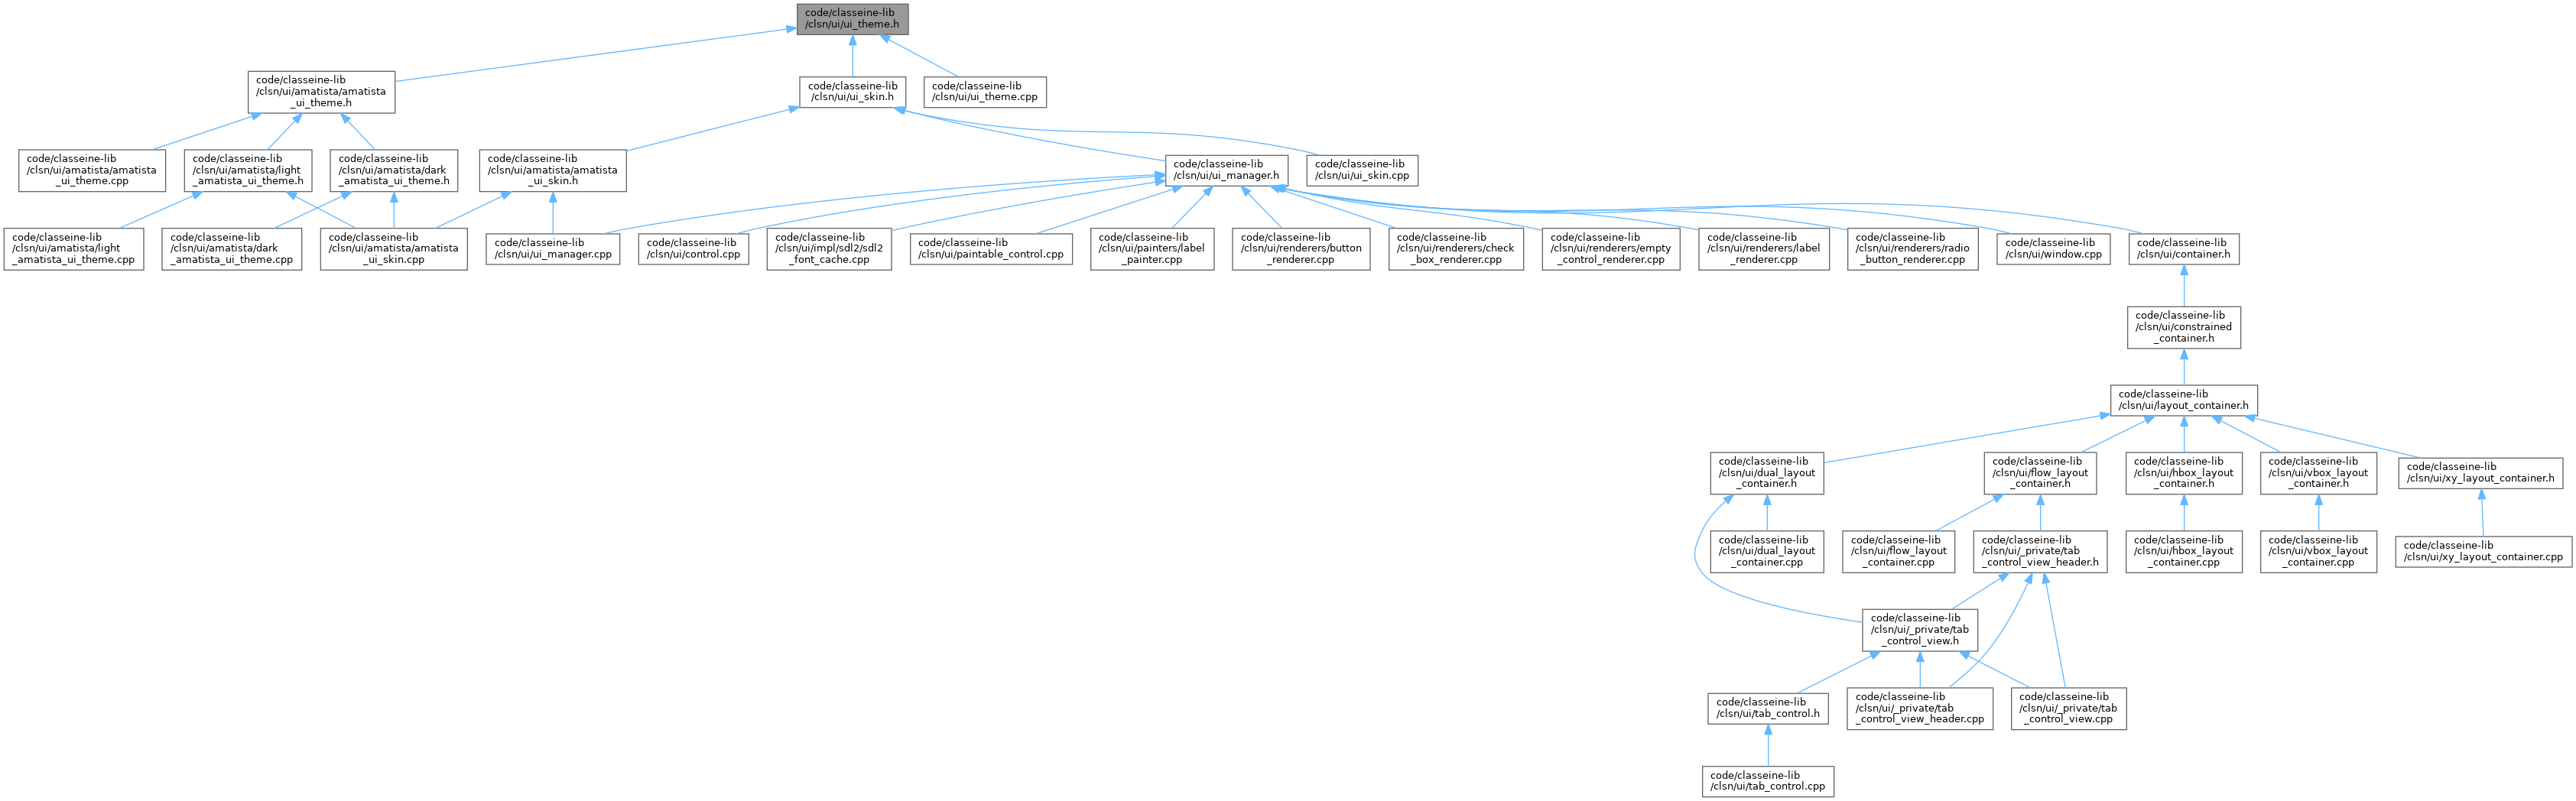 code/classeine-lib
/clsn/ui/ui_theme.h
code/classeine-lib
/clsn/ui/amatista/amatista
_ui_theme.h
code/classeine-lib
/clsn/ui/ui_skin.h
code/classeine-lib
/clsn/ui/ui_theme.cpp
code/classeine-lib
/clsn/ui/amatista/amatista
_ui_theme.cpp
code/classeine-lib
/clsn/ui/amatista/light
_amatista_ui_theme.h
code/classeine-lib
/clsn/ui/amatista/dark
_amatista_ui_theme.h
code/classeine-lib
/clsn/ui/amatista/amatista
_ui_skin.h
code/classeine-lib
/clsn/ui/ui_manager.h
code/classeine-lib
/clsn/ui/ui_skin.cpp
code/classeine-lib
/clsn/ui/amatista/light
_amatista_ui_theme.cpp
code/classeine-lib
/clsn/ui/amatista/dark
_amatista_ui_theme.cpp
code/classeine-lib
/clsn/ui/amatista/amatista
_ui_skin.cpp
code/classeine-lib
/clsn/ui/ui_manager.cpp
code/classeine-lib
/clsn/ui/control.cpp
code/classeine-lib
/clsn/ui/impl/sdl2/sdl2
_font_cache.cpp
code/classeine-lib
/clsn/ui/paintable_control.cpp
code/classeine-lib
/clsn/ui/painters/label
_painter.cpp
code/classeine-lib
/clsn/ui/renderers/button
_renderer.cpp
code/classeine-lib
/clsn/ui/renderers/check
_box_renderer.cpp
code/classeine-lib
/clsn/ui/renderers/empty
_control_renderer.cpp
code/classeine-lib
/clsn/ui/renderers/label
_renderer.cpp
code/classeine-lib
/clsn/ui/renderers/radio
_button_renderer.cpp
code/classeine-lib
/clsn/ui/window.cpp
code/classeine-lib
/clsn/ui/container.h
code/classeine-lib
/clsn/ui/constrained
_container.h
code/classeine-lib
/clsn/ui/layout_container.h
code/classeine-lib
/clsn/ui/dual_layout
_container.h
code/classeine-lib
/clsn/ui/flow_layout
_container.h
code/classeine-lib
/clsn/ui/hbox_layout
_container.h
code/classeine-lib
/clsn/ui/vbox_layout
_container.h
code/classeine-lib
/clsn/ui/xy_layout_container.h
code/classeine-lib
/clsn/ui/dual_layout
_container.cpp
code/classeine-lib
/clsn/ui/flow_layout
_container.cpp
code/classeine-lib
/clsn/ui/_private/tab
_control_view_header.h
code/classeine-lib
/clsn/ui/hbox_layout
_container.cpp
code/classeine-lib
/clsn/ui/vbox_layout
_container.cpp
code/classeine-lib
/clsn/ui/xy_layout_container.cpp
code/classeine-lib
/clsn/ui/_private/tab
_control_view.h
code/classeine-lib
/clsn/ui/tab_control.h
code/classeine-lib
/clsn/ui/_private/tab
_control_view_header.cpp
code/classeine-lib
/clsn/ui/_private/tab
_control_view.cpp
code/classeine-lib
/clsn/ui/tab_control.cpp